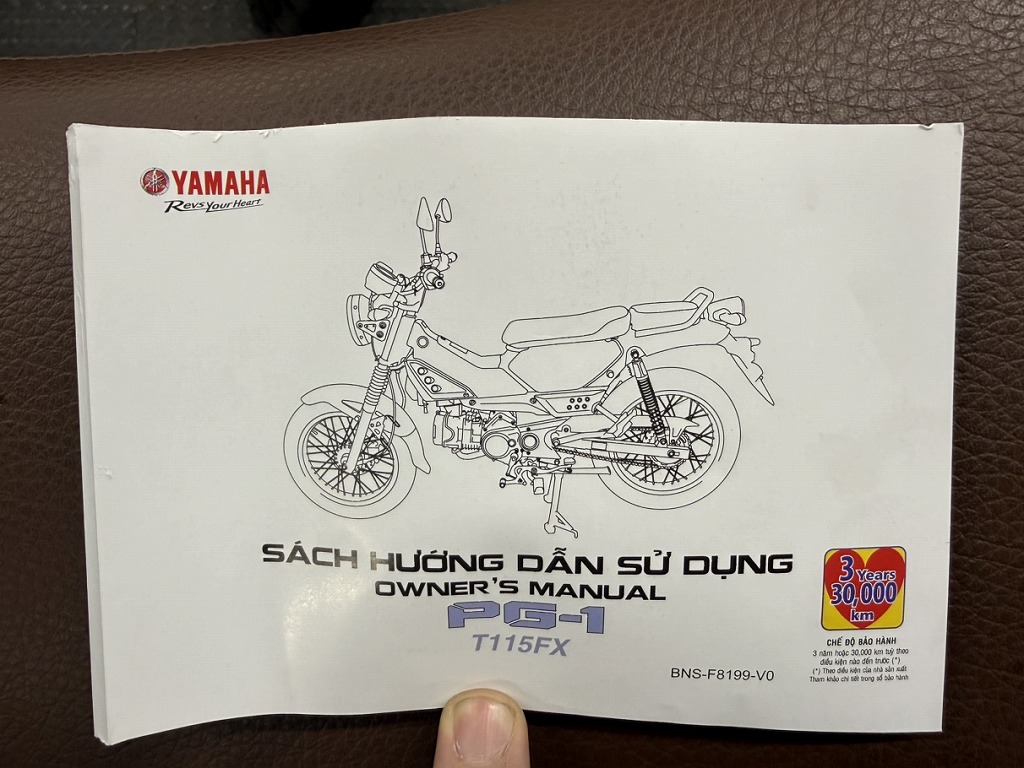 YAMAHA
Revs Your Heart
SÁCH HƯỚNG DẪN SỬ DỤNG
OWNER'S MANUAL
PG-1
T115FX
BNS-F8199-V0
3 Years
30,000
km
CHẾ ĐỘ BẢO HÀNH
3 năm hoặc 30,000 km tuỳ theo
điều kiện nào đến trước (*)
(*) Theo điều kiện của nhà sản xuất
Tham khảo chi tiết trong sổ bảo hành